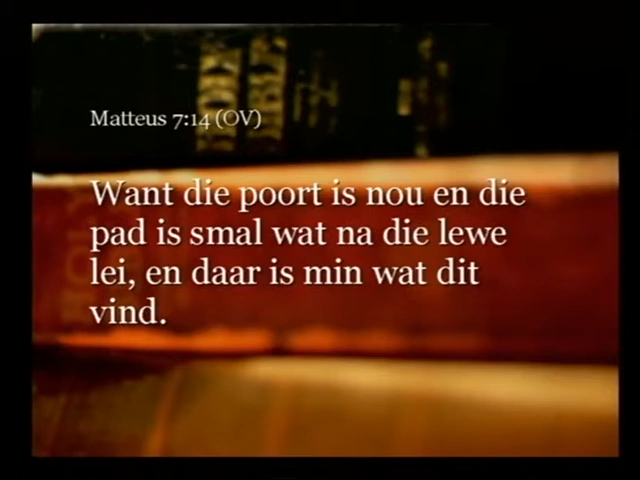 Matteus 7:14 (OV)
Want die poort is nou en die
pad is smal wat na die lewe
lei, en daar is min wat dit
vind.